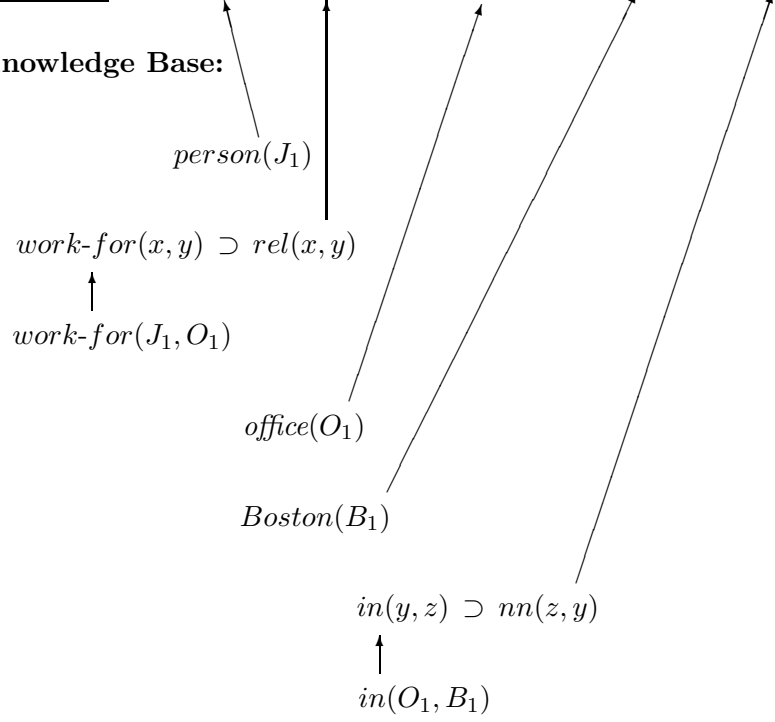 nowledge Base:
person(J₁)
work-for(x, y) ⊃ rel(x, y)
work-for(J₁, O₁)
office(O₁)
Boston(B₁)
in(y, z) ⊃ nn(z, y)
in(O₁, B₁)